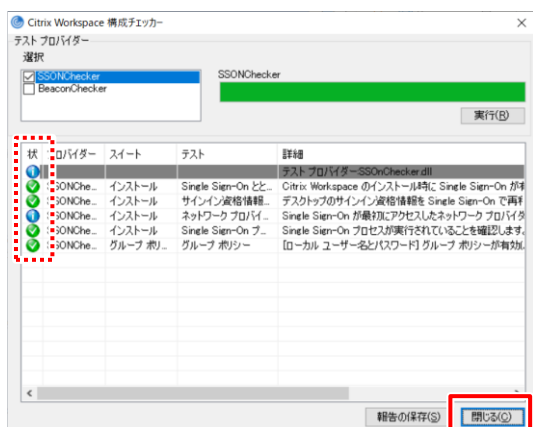 Citrix Workspace 構成チェッカー
テスト プロバイダー
選択
SSONChecker
BeaconChecker
SSONChecker
実行(R)
状 プロバイダー スイート テスト 詳細
テスト プロバイダーSSOnChecker.dll
SSONChe... インストール Single Sign-On とと... Citrix Workspace のインストール時に Single Sign-On が
SSONChe... インストール サインイン資格情報... デスクトップのサインイン資格情報を Single Sign-On で再利
SSONChe... インストール ネットワーク プロバイ... Single Sign-On が最初にアクセスしたネットワーク プロバイダ
SSONChe... インストール Single Sign-On プ... Single Sign-On プロセスが実行されていることを確認します。
SSONChe... グループ ポリ... グループ ポリシー [ローカル ユーザー名とパスワード] グループ ポリシーが有効
報告の保存(S)
閉じる(C)